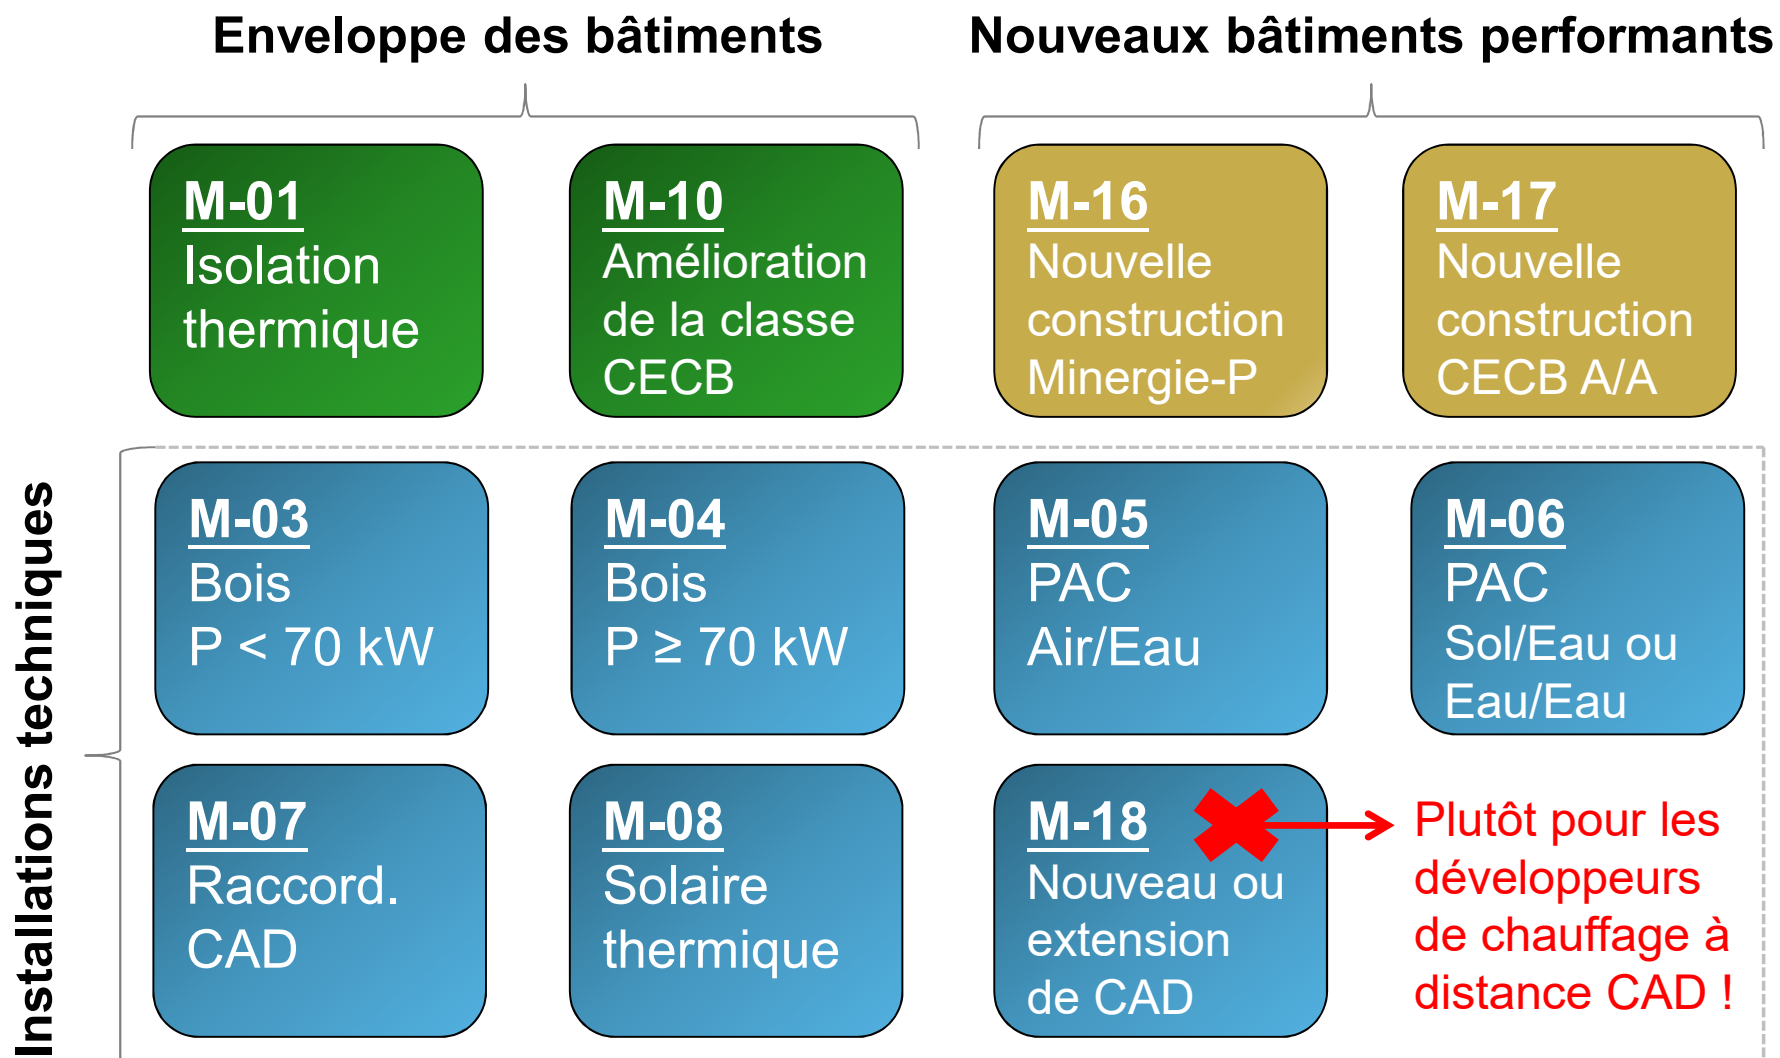 Enveloppe des bâtiments
Nouveaux bâtiments performants
M-01
Isolation
thermique
M-10
Amélioration
de la classe
CECB
M-16
Nouvelle
construction
Minergie-P
M-17
Nouvelle
construction
CECB A/A
Installations techniques
M-03
Bois
P < 70 kW
M-04
Bois
P ≥ 70 kW
M-05
PAC
Air/Eau
M-06
PAC
Sol/Eau ou
Eau/Eau
M-07
Raccord.
CAD
M-08
Solaire
thermique
M-18
Nouveau ou
extension
de CAD
Plutôt pour les
développeurs
de chauffage à
distance CAD !